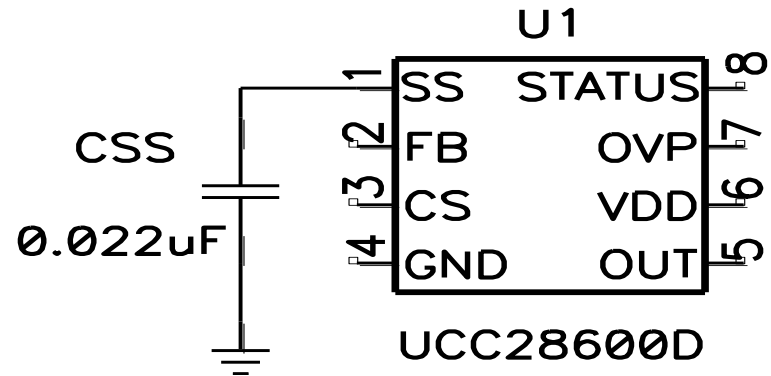 U1
1 SS STATUS 8
CSS 2 FB OVP 7
3 CS VDD 6
0.022uF 4 GND OUT 5
UCC28600D